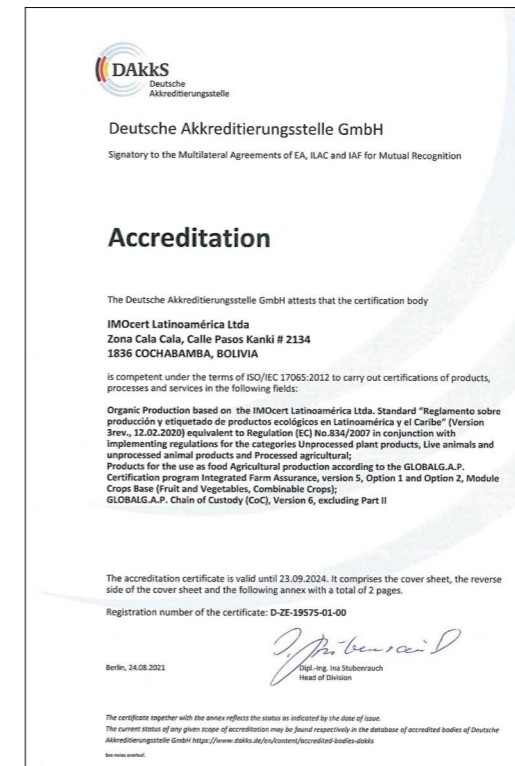 DAkkS
Deutsche
Akkreditierungsstelle
Deutsche Akkreditierungsstelle GmbH
Signatory to the Multilateral Agreements of EA, ILAC and IAF for Mutual Recognition
Accreditation
The Deutsche Akkreditierungsstelle GmbH attests that the certification body
IMOcert Latinoamérica Ltda
Zona Cala Cala, Calle Pasos Kanki # 2134
1836 COCHABAMBA, BOLIVIA
is competent under the terms of ISO/IEC 17065:2012 to carry out certifications of products,
processes and services in the following fields:
Organic Production based on the IMOcert Latinoamérica Ltda. Standard “Reglamento sobre
producción y etiquetado de productos ecológicos en Latinoamérica y el Caribe” (Version
3rev., 12.02.2020) equivalent to Regulation (EC) No.834/2007 in conjunction with
implementing regulations for the categories Unprocessed plant products, Live animals and
unprocessed animal products and Processed agricultural;
Products for the use as food Agricultural production according to the GLOBALG.A.P.
Certification program Integrated Farm Assurance, version 5, Option 1 and Option 2, Module
Crops Base (Fruit and Vegetables, Combinable Crops);
GLOBALG.A.P. Chain of Custody (CoC), Version 6, excluding Part II
The accreditation certificate is valid until 23.09.2024. It comprises the cover sheet, the reverse
side of the cover sheet and the following annex with a total of 2 pages.
Registration number of the certificate: D-ZE-19575-01-00
Berlin, 24.08.2021
Dipl.-Ing. Ina Stubenrauch
Head of Division
The certificate together with the annex reflects the status as indicated by the date of issue.
The current status of any given scope of accreditation may be found respectively in the database of accredited bodies of Deutsche
Akkreditierungsstelle GmbH https://www.dakks.de/en/content/accredited-bodies-dakks
See notes overleaf.